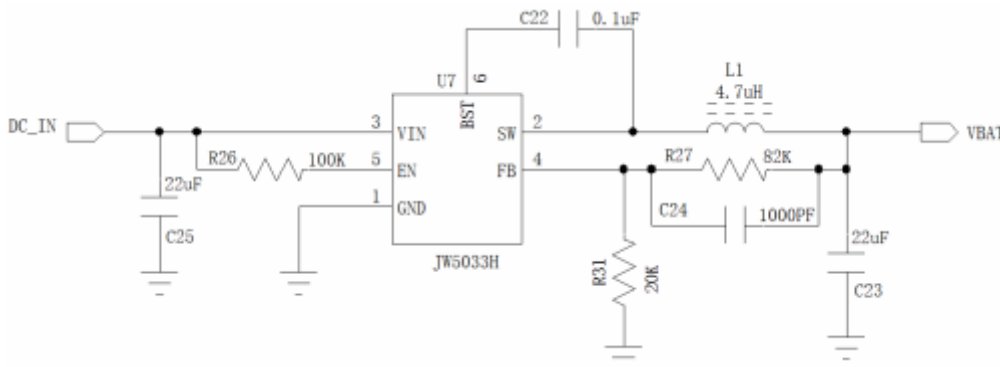 C22
0.1uF
U7
6
L1
4.7uH
DC_IN
3
VIN
BST
SW
2
VBAT
R26
100K
5
EN
FB
4
R27
82K
22uF
1
GND
C24
1000PF
C25
JW5033H
R31
20K
22uF
C23